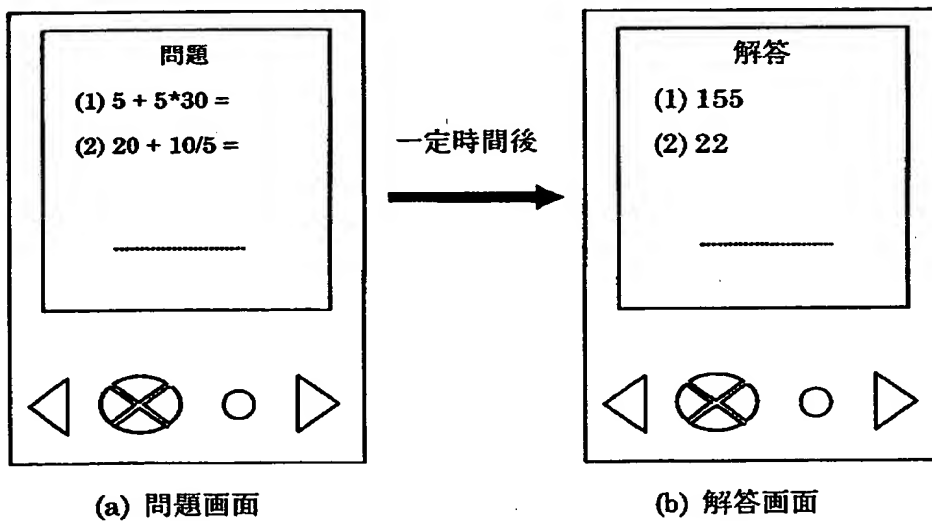 問題
(1) 5 + 5*30 =
(2) 20 + 10/5 =
一定時間後
解答
(1) 155
(2) 22
(a) 問題画面
(b) 解答画面